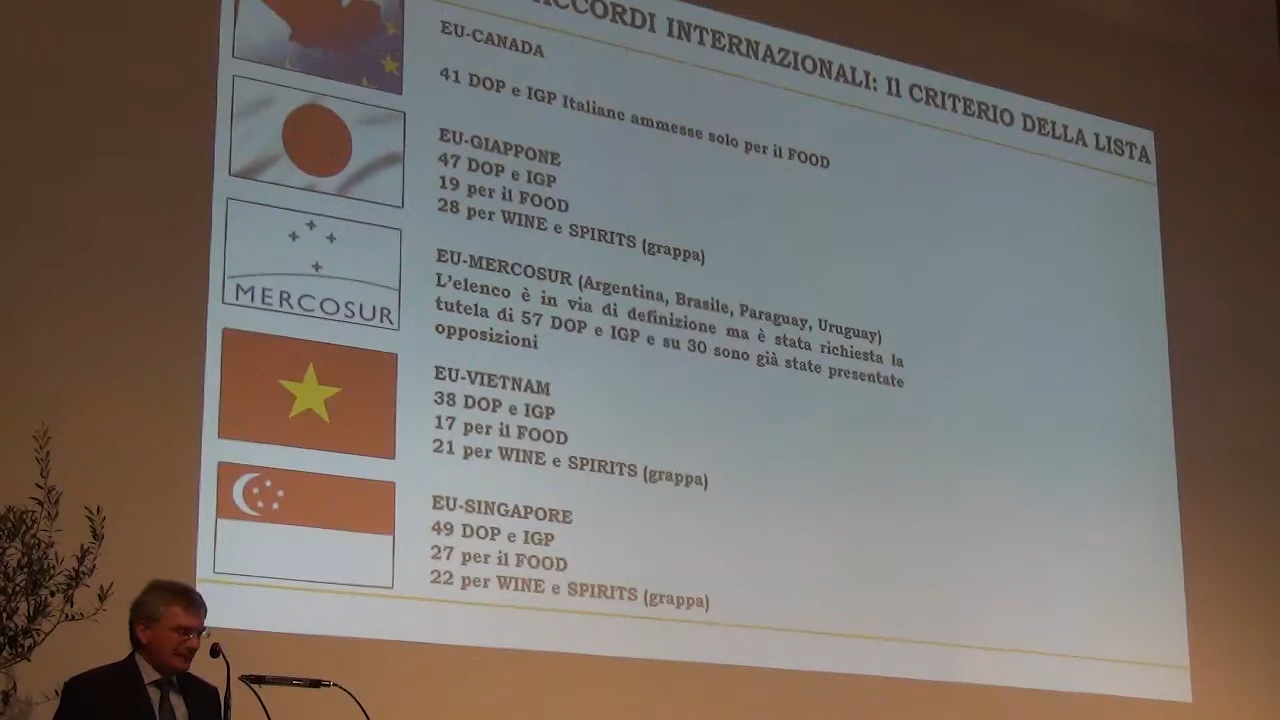 ACCORDI INTERNAZIONALI: Il CRITERIO DELLA LISTA
EU-CANADA
41 DOP e IGP Italiane ammesse solo per il FOOD
EU-GIAPPONE
47 DOP e IGP
19 per il FOOD
28 per WINE e SPIRITS (grappa)
MERCOSUR
EU-MERCOSUR (Argentina, Brasile, Paraguay, Uruguay)
L'elenco è in via di definizione ma è stata richiesta la
tutela di 57 DOP e IGP e su 30 sono già state presentate
opposizioni
EU-VIETNAM
38 DOP e IGP
17 per il FOOD
21 per WINE e SPIRITS (grappa)
EU-SINGAPORE
49 DOP e IGP
27 per il FOOD
22 per WINE e SPIRITS (grappa)